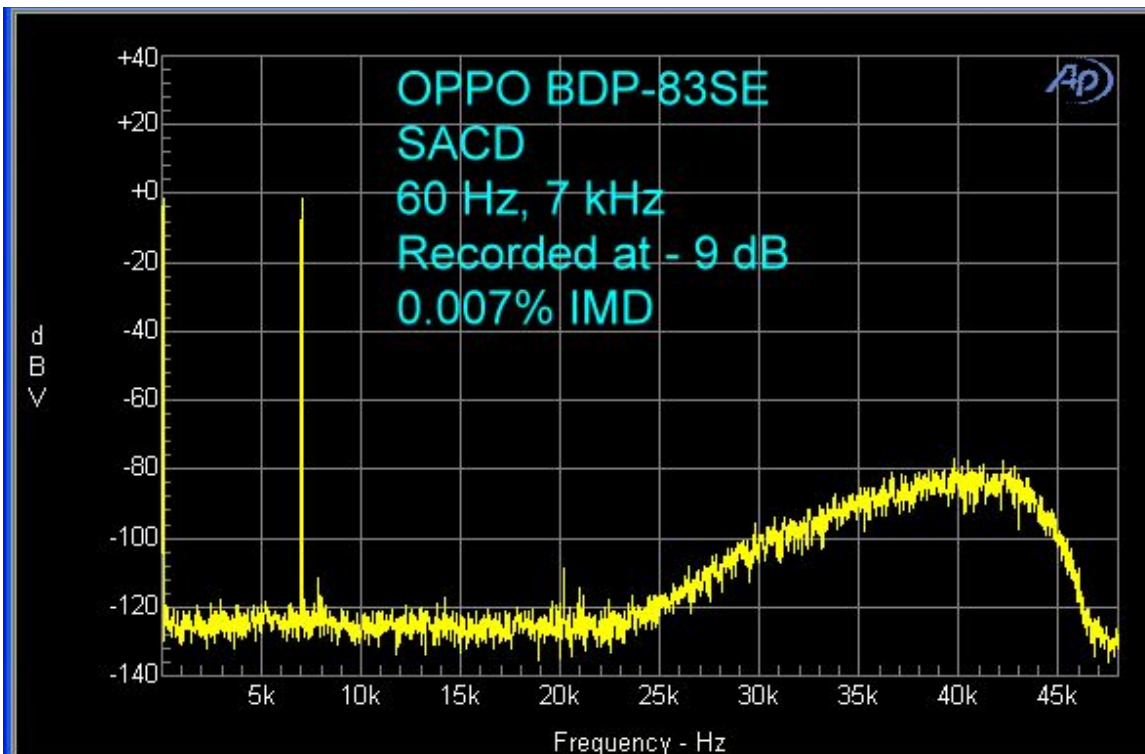 +40
+20
+0
-20
-40
-60
-80
-100
-120
-140
d
B
V
OPPO BDP-83SE
SACD
60 Hz, 7 kHz
Recorded at - 9 dB
0.007% IMD
Ap
5k 10k 15k 20k 25k 30k 35k 40k 45k
Frequency - Hz